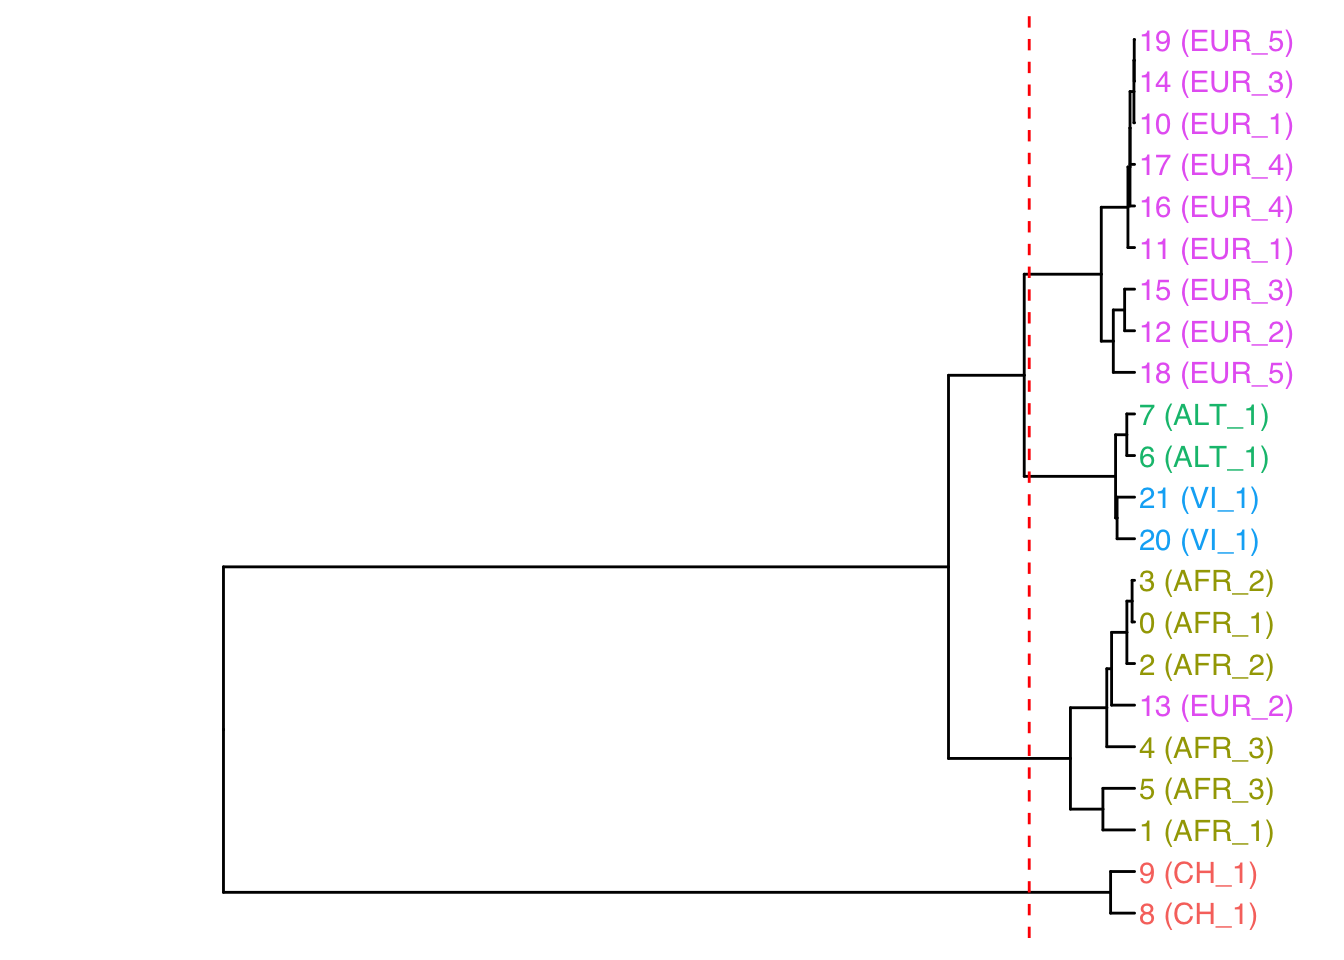 19 (EUR_5)
14 (EUR_3)
10 (EUR_1)
17 (EUR_4)
16 (EUR_4)
11 (EUR_1)
15 (EUR_3)
12 (EUR_2)
18 (EUR_5)
7 (ALT_1)
6 (ALT_1)
21 (VI_1)
20 (VI_1)
3 (AFR_2)
0 (AFR_1)
2 (AFR_2)
13 (EUR_2)
4 (AFR_3)
5 (AFR_3)
1 (AFR_1)
9 (CH_1)
8 (CH_1)